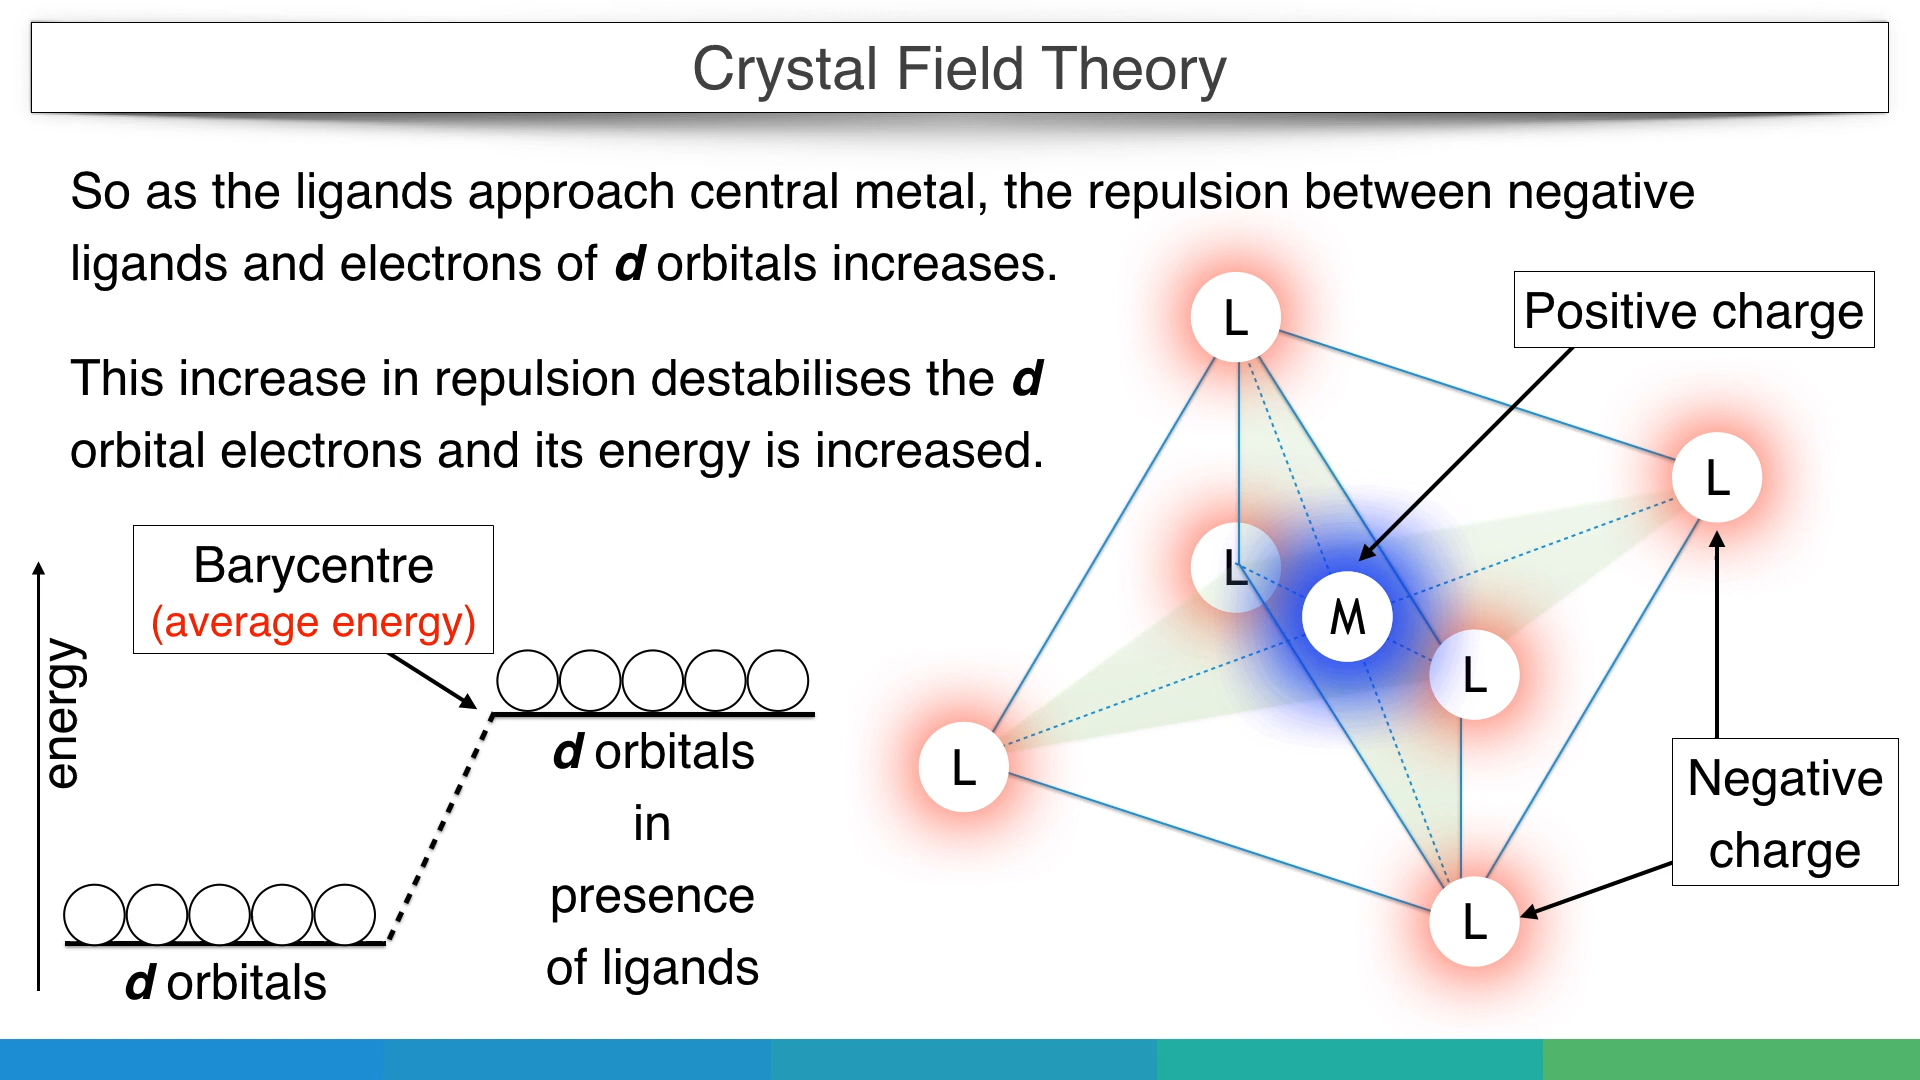 Crystal Field Theory
So as the ligands approach central metal, the repulsion between negative
ligands and electrons of d orbitals increases.
This increase in repulsion destabilises the d
orbital electrons and its energy is increased.
Barycentre
(average energy)
energy
d orbitals
d orbitals
in
presence
of ligands
L
L
L
M
L
L
L
Positive charge
Negative
charge